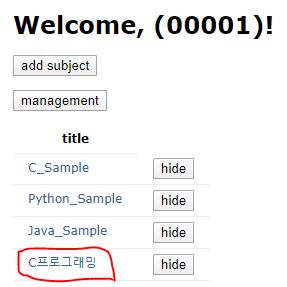 Welcome, (00001)!
add subject
management
title
C_Sample hide
Python_Sample hide
Java_Sample hide
C프로그래밍 hide